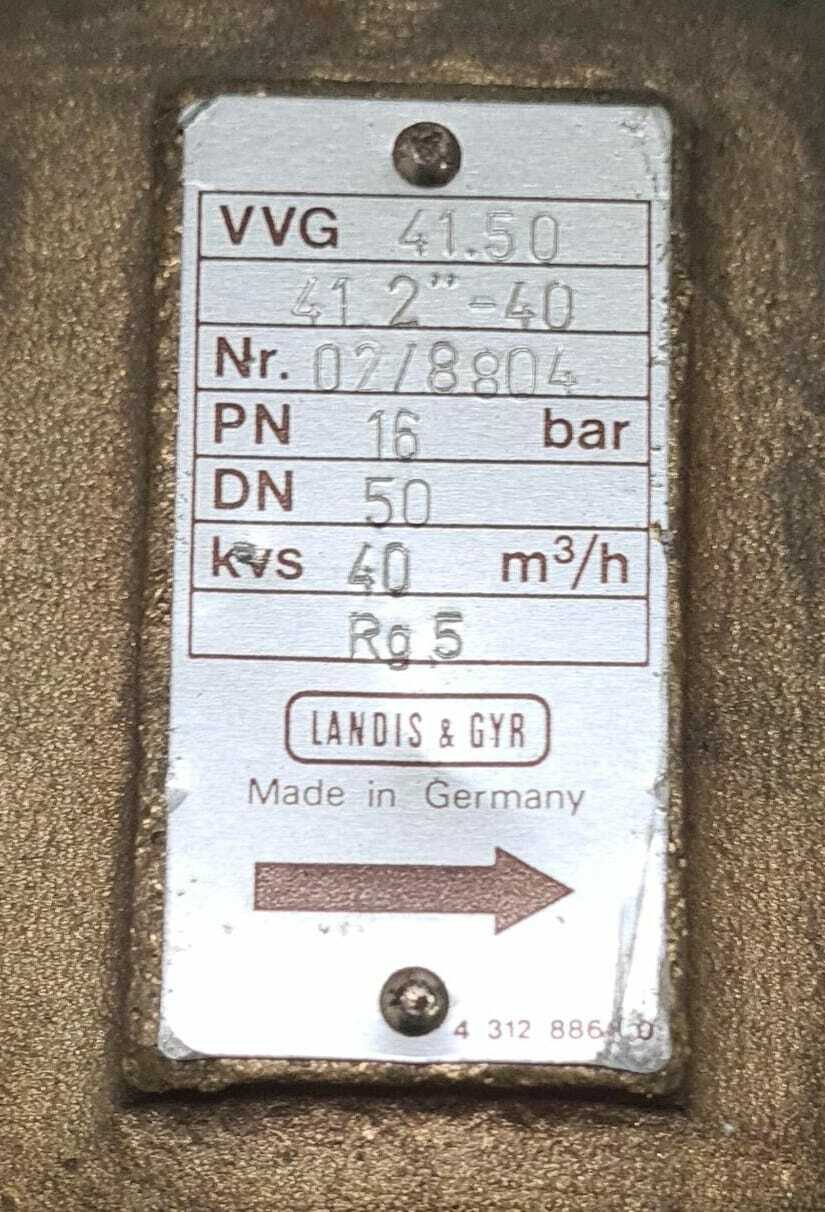 VVG 41.50
41 2"-40
Nr. 02/8804
PN 16 bar
DN 50
kvs 40 m³/h
Rg 5
LANDIS & GYR
Made in Germany
4 312 886